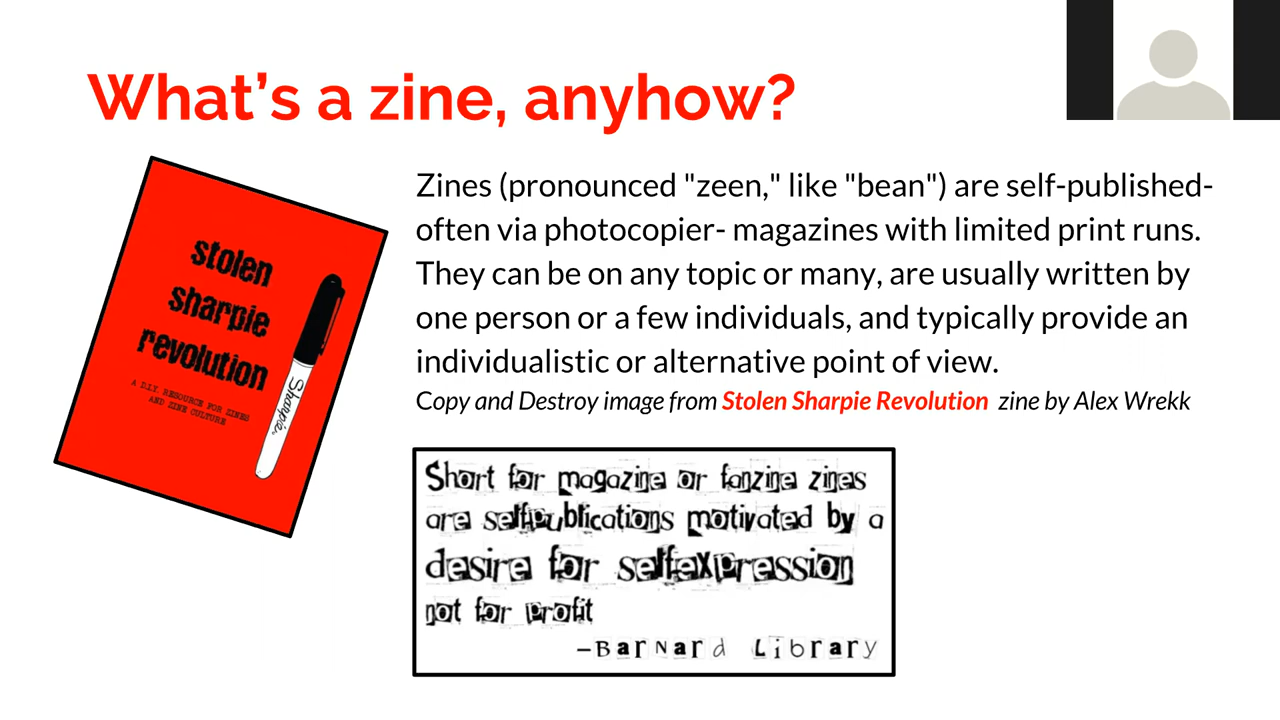 What's a zine, anyhow?
stolen
sharpie
revolution
A D.I.Y. RESOURCE FOR ZINES
AND ZINE CULTURE
Sharpie
Zines (pronounced "zeen," like "bean") are self-published-
often via photocopier- magazines with limited print runs.
They can be on any topic or many, are usually written by
one person or a few individuals, and typically provide an
individualistic or alternative point of view.
Copy and Destroy image from Stolen Sharpie Revolution zine by Alex Wrekk
Short for magazine or fanzine zines
are selfpublications motivated by a
desire for selfexpression
not for profit
–Barnard Library